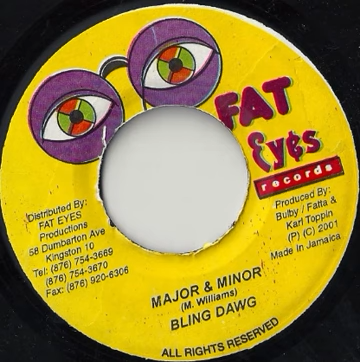 FAT
Eyes
records
Distributed By:
FAT EYES
Productions
58 Dumbarton Ave
Kingston 10
Tel: (876) 754-3669
(876) 754-3670
Fax: (876) 920-6306
Produced By:
Bulby / Fatta &
Karl Toppin
(P) (C) 2001
Made In Jamaica
MAJOR & MINOR
(M. Williams)
BLING DAWG
ALL RIGHTS RESERVED